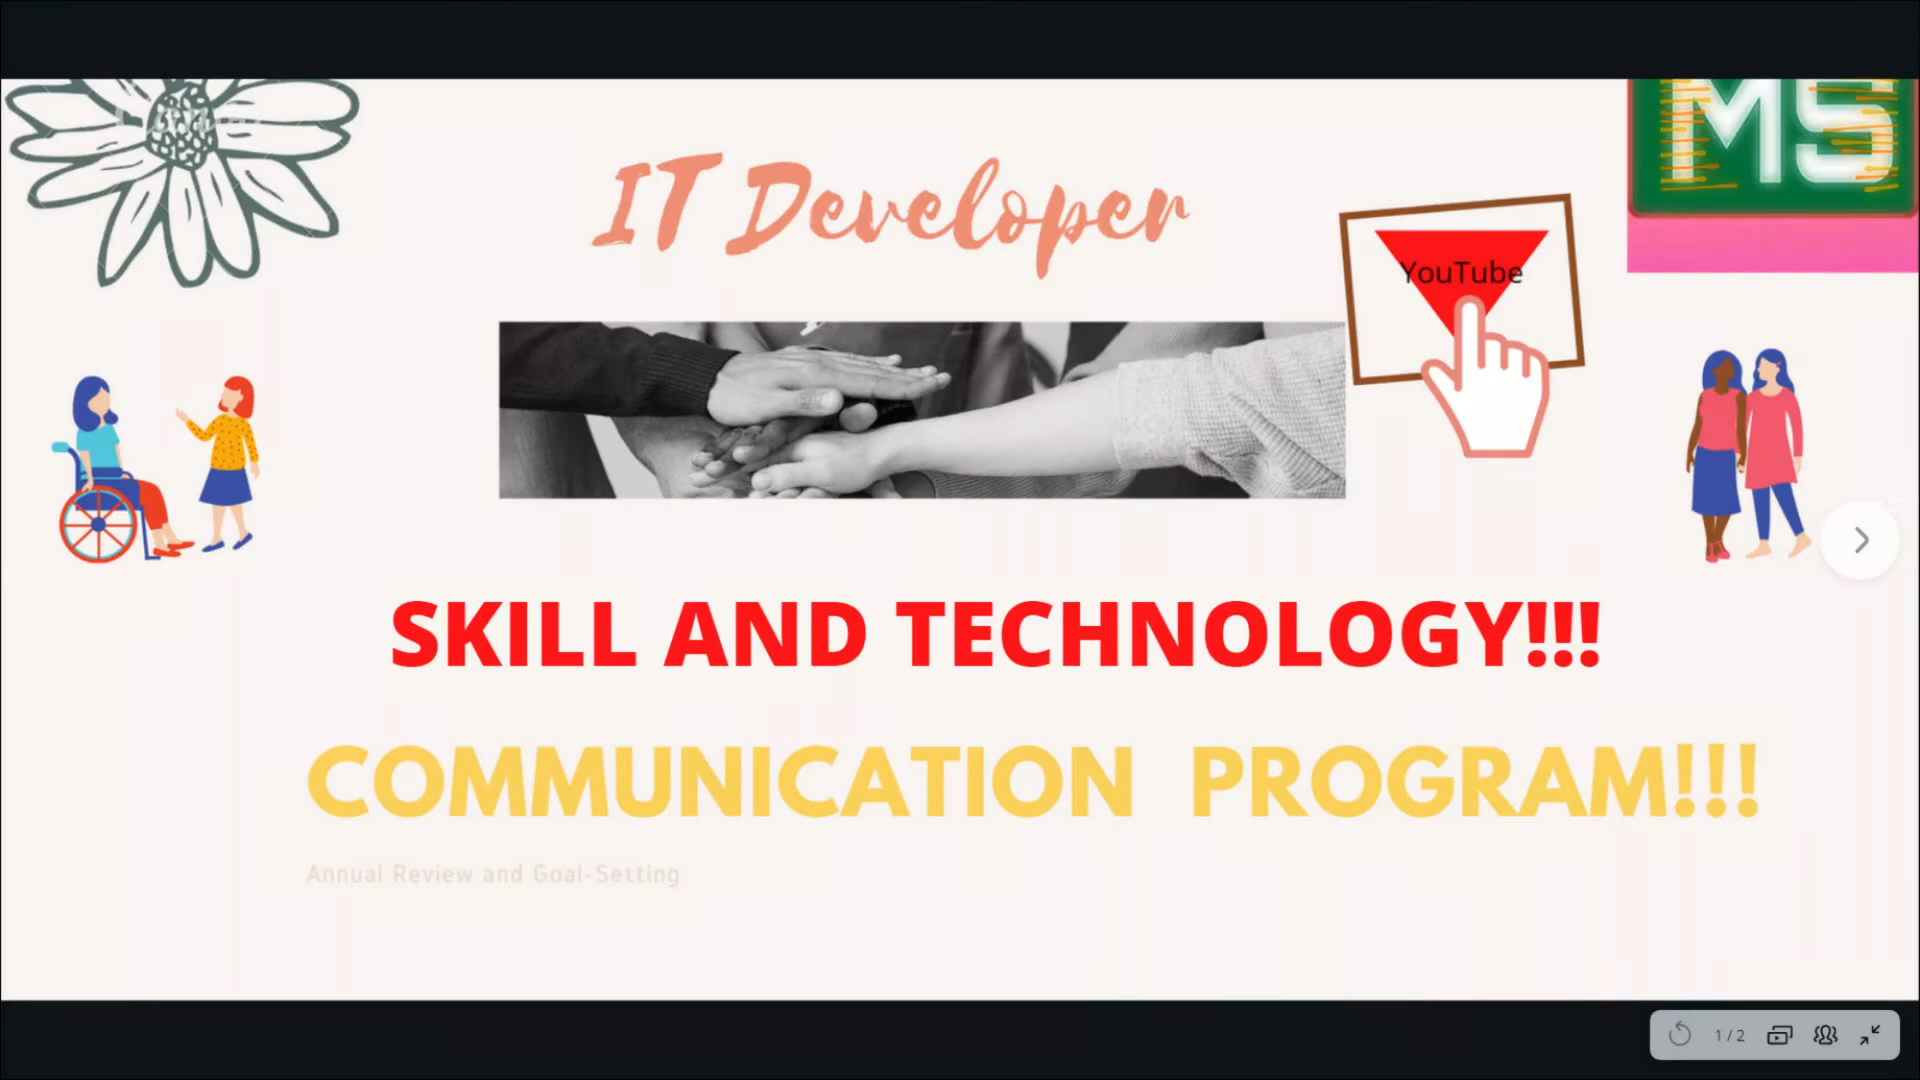 MS
IT Developer
YouTube
SKILL AND TECHNOLOGY!!!
COMMUNICATION PROGRAM!!!
Annual Review and Goal-Setting
1 / 2